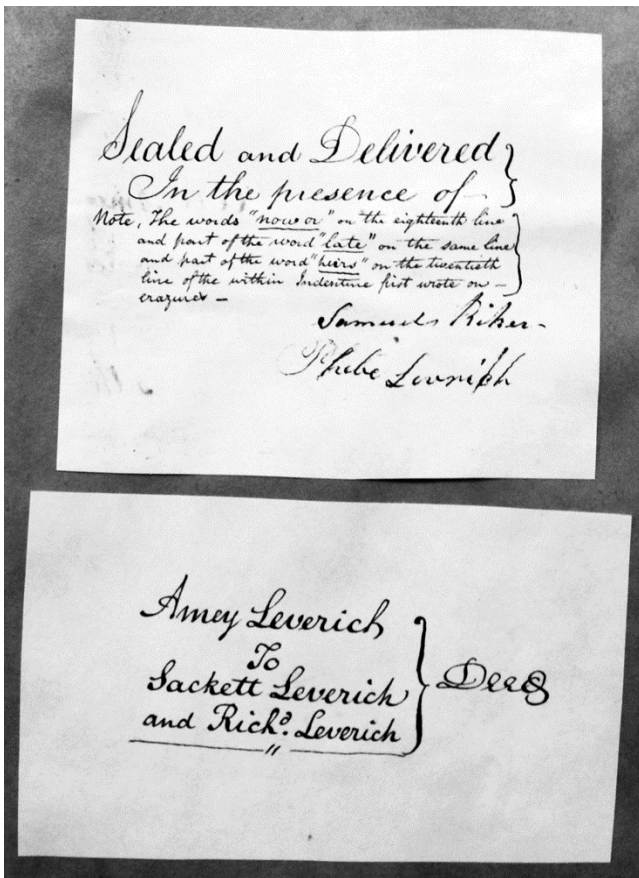 Sealed and Delivered
In the presence of —
Note, The words "now or" on the eighteenth line
and part of the word "late" on the same line
and part of the word "heirs" on the twentieth
line of the within Indenture first wrote on —
erazures —
Samuel Riker
Phebe Leverich
Amey Leverich
To
Sackett Leverich
and Richd. Leverich
Deed